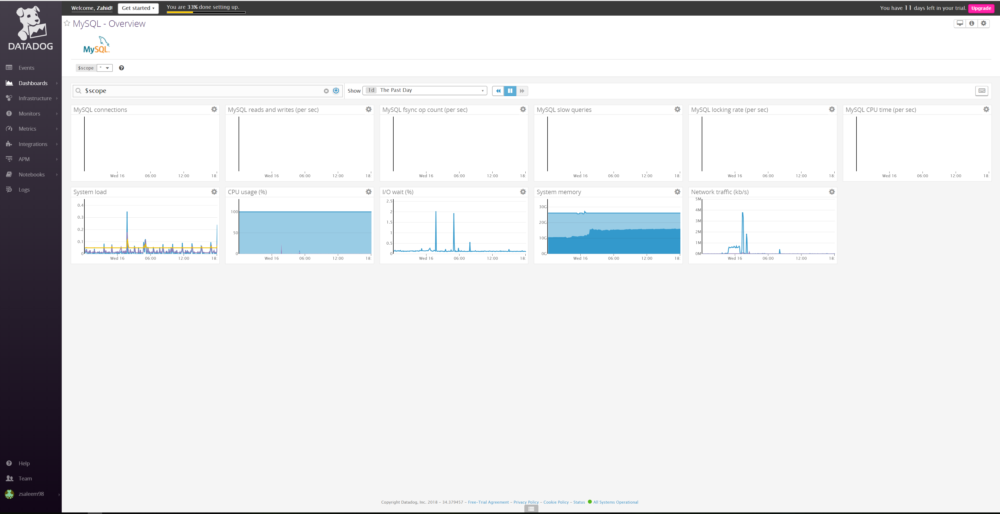 Welcome, Zahid!
Get started
You are 33% done setting up.
You have 11 days left in your trial.
Upgrade
DATADOG
MySQL - Overview
MySQL
$scope
*
Events
Dashboards
Infrastructure
Monitors
Metrics
Integrations
APM
Notebooks
Logs
$scope
Show
1d The Past Day
MySQL connections
Wed 16 06:00 12:00 18:
MySQL reads and writes (per sec)
Wed 16 06:00 12:00 18:
MySQL fsync op count (per sec)
Wed 16 06:00 12:00 18:
MySQL slow queries
Wed 16 06:00 12:00 18:
MySQL locking rate (per sec)
Wed 16 06:00 12:00 18:
MySQL CPU time (per sec)
Wed 16 06:00 12:00 18:
System load
0.4
0.3
0.2
0.1
0
Wed 16 06:00 12:00 18:
CPU usage (%)
100
50
0
Wed 16 06:00 12:00 18:
I/O wait (%)
2.5
2
1.5
1
0.5
0
Wed 16 06:00 12:00 18:
System memory
30G
20G
10G
0G
Wed 16 06:00 12:00 18:
Network traffic (kb/s)
5M
4M
3M
2M
1M
0M
Wed 16 06:00 12:00 18:
Help
Team
zsaleem98
Copyright Datadog, Inc. 2018 - 34.379457 - Free-Trial Agreement - Privacy Policy - Cookie Policy - Status All Systems Operational